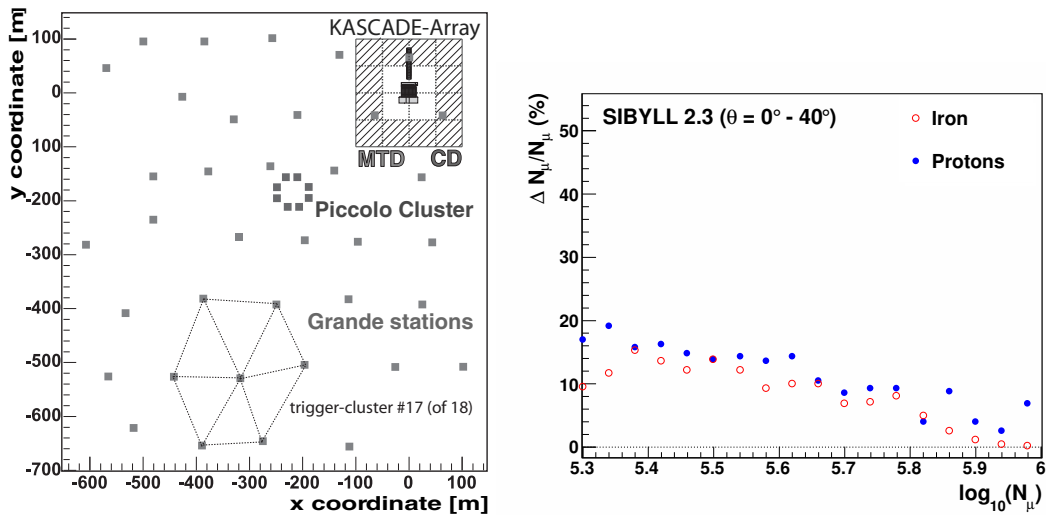 KASCADE-Array
MTD CD
Piccolo Cluster
Grande stations
trigger-cluster #17 (of 18)
y coordinate [m]
100
0
-100
-200
-300
-400
-500
-600
-700
-600 -500 -400 -300 -200 -100 0 100
x coordinate [m]
SIBYLL 2.3 (θ = 0° - 40°)
Iron
Protons
Δ N_μ/N_μ (%)
50
40
30
20
10
0
5.3 5.4 5.5 5.6 5.7 5.8 5.9 6
log₁₀(N_μ)